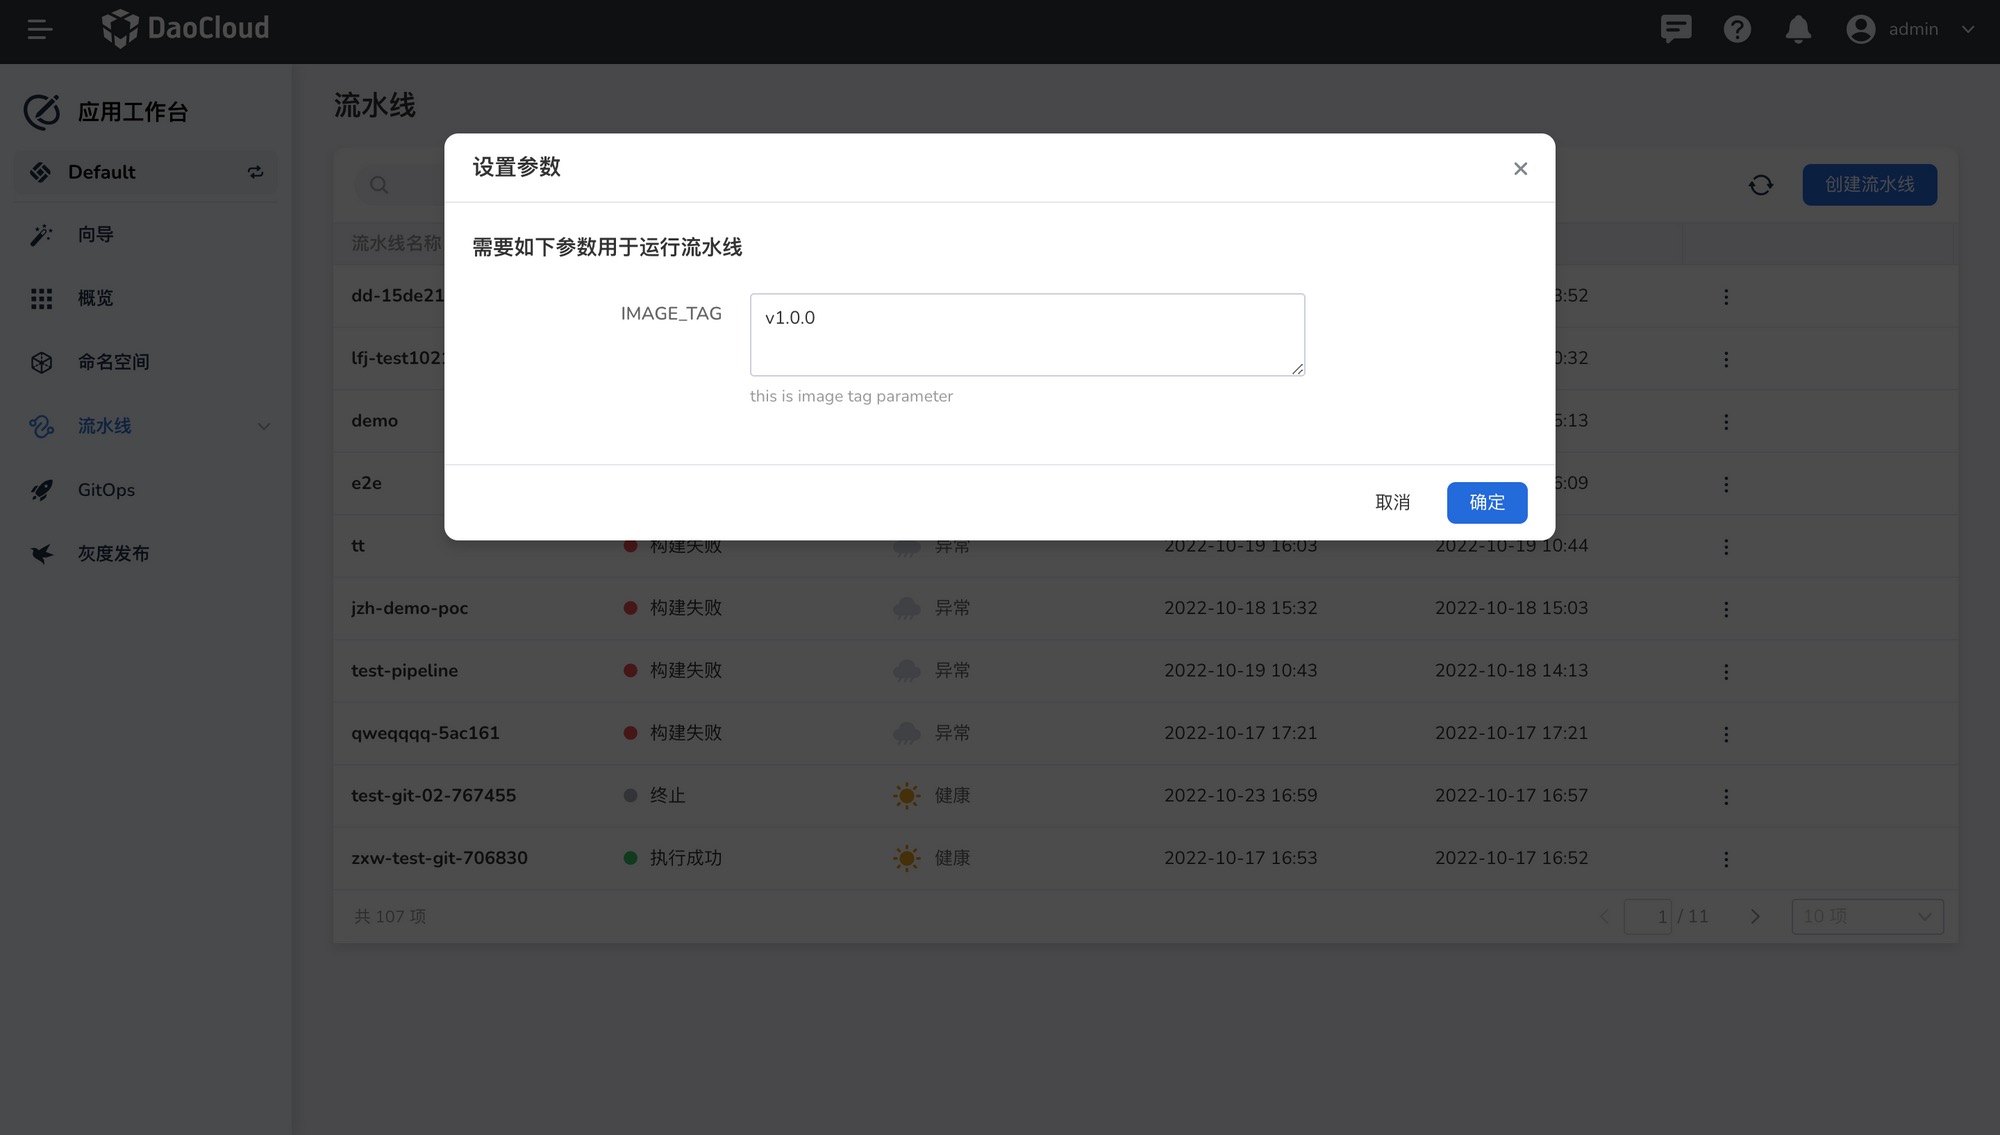 DaoCloud
admin
应用工作台
Default
向导
概览
命名空间
流水线
GitOps
灰度发布
流水线
创建流水线
设置参数
需要如下参数用于运行流水线
IMAGE_TAG
v1.0.0
this is image tag parameter
取消
确定
流水线名称
dd-15de21 3:52
lfj-test102 0:32
demo 5:13
e2e 6:09
tt 构建失败 异常 2022-10-19 16:03 2022-10-19 10:44
jzh-demo-poc 构建失败 异常 2022-10-18 15:32 2022-10-18 15:03
test-pipeline 构建失败 异常 2022-10-19 10:43 2022-10-18 14:13
qweqqqq-5ac161 构建失败 异常 2022-10-17 17:21 2022-10-17 17:21
test-git-02-767455 终止 健康 2022-10-23 16:59 2022-10-17 16:57
zxw-test-git-706830 执行成功 健康 2022-10-17 16:53 2022-10-17 16:52
共 107 项 1 / 11 10 项